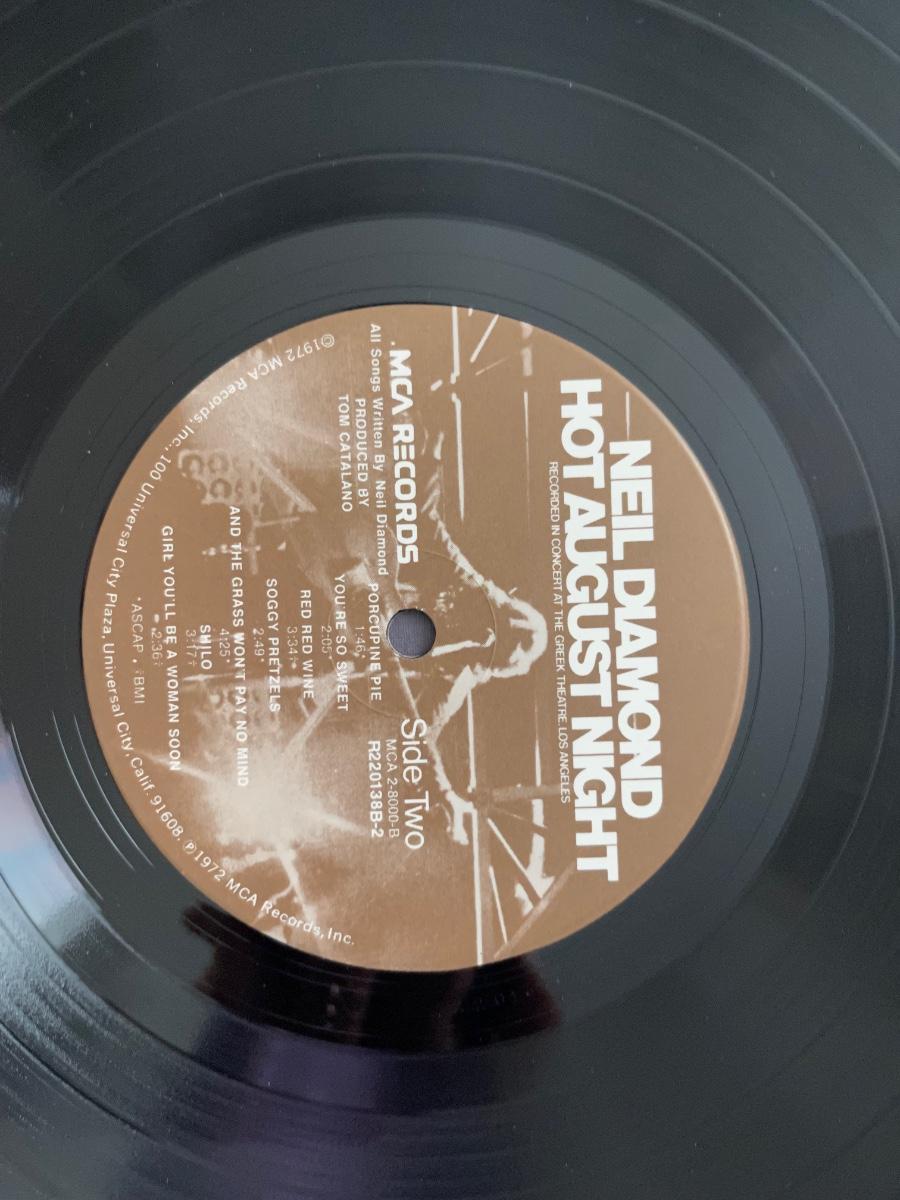 NEIL DIAMOND
HOT AUGUST NIGHT
RECORDED IN CONCERT AT THE GREEK THEATRE, LOS ANGELES
MCA RECORDS
All Songs Written By Neil Diamond
PRODUCED BY
TOM CATALANO
Side Two
MCA 2-8000-B
R220138B-2
PORCUPINE PIE
1:46*
YOU'RE SO SWEET
2:05*
RED RED WINE
3:34†
SOGGY PRETZELS
2:49*
AND THE GRASS WON'T PAY NO MIND
4:25*
SHILO
3:17†
GIRL YOU'LL BE A WOMAN SOON
2:36†
*ASCAP • †BMI
©1972 MCA Records, Inc., 100 Universal City Plaza, Universal City, Calif. 91608. ℗1972 MCA Records, Inc.